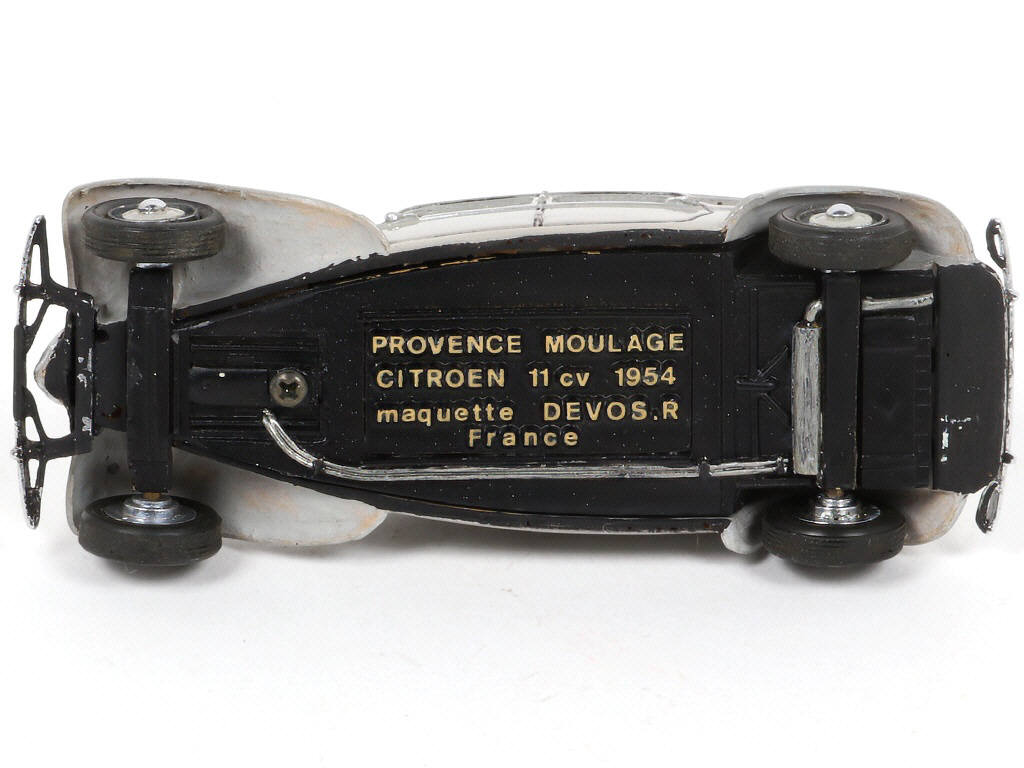 PROVENCE MOULAGE
CITROEN 11 cv 1954
maquette DEVOS.R
France